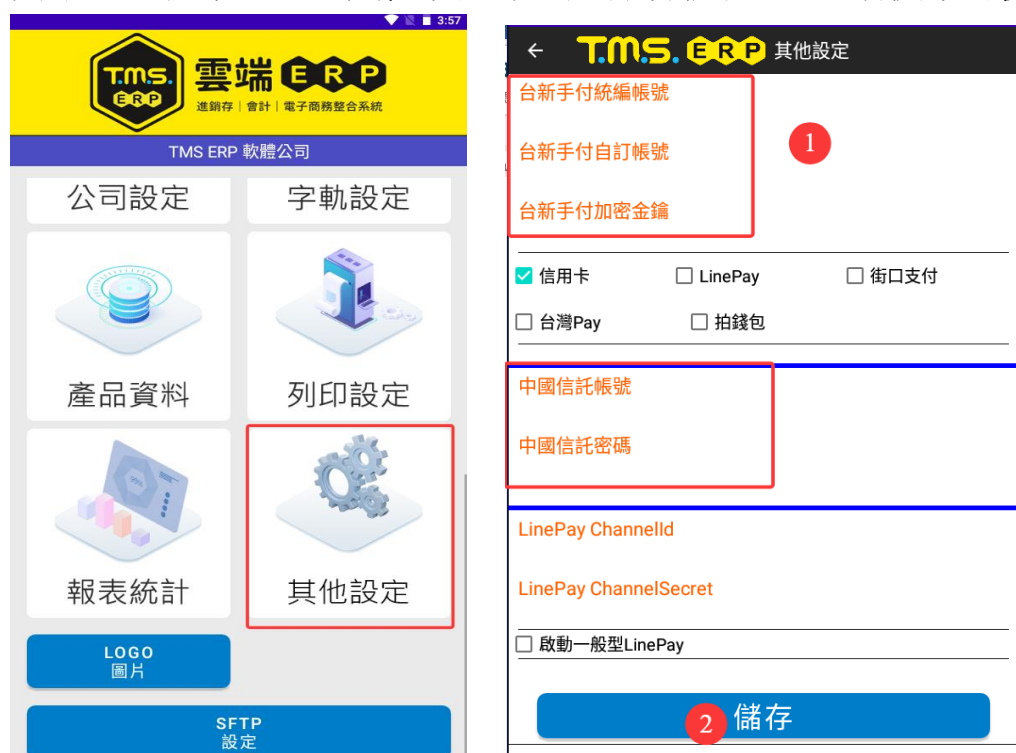 3:57
T.m.s.
ERP
雲端 ERP
進銷存｜會計｜電子商務整合系統
TMS ERP 軟體公司
公司設定
字軌設定
產品資料
列印設定
報表統計
其他設定
LOGO
圖片
SFTP
設定
T.m.S. ERP 其他設定
台新手付統編帳號
1
台新手付自訂帳號
台新手付加密金鑰
信用卡
LinePay
街口支付
台灣Pay
拍錢包
中國信託帳號
中國信託密碼
LinePay ChannelId
LinePay ChannelSecret
啟動一般型LinePay
2
儲存